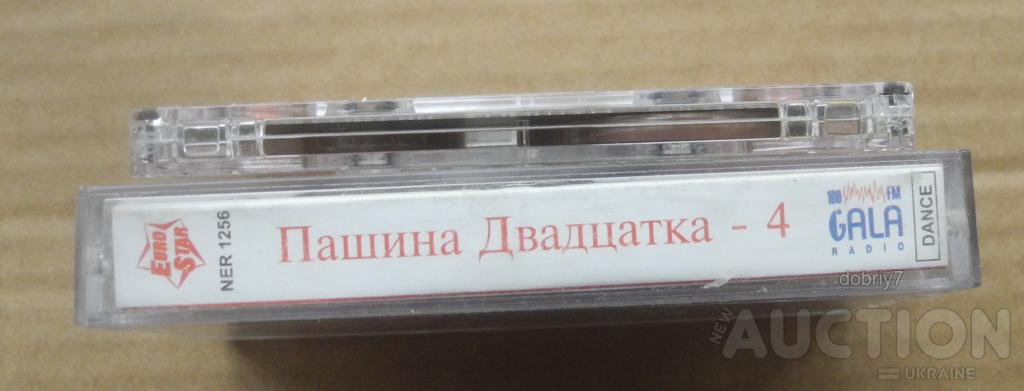 EURO STAR
NER 1256
Пашина Двадцатка - 4
100 FM
GALA
RADIO
DANCE
dobriy7
NEW AUCTION
UKRAINE